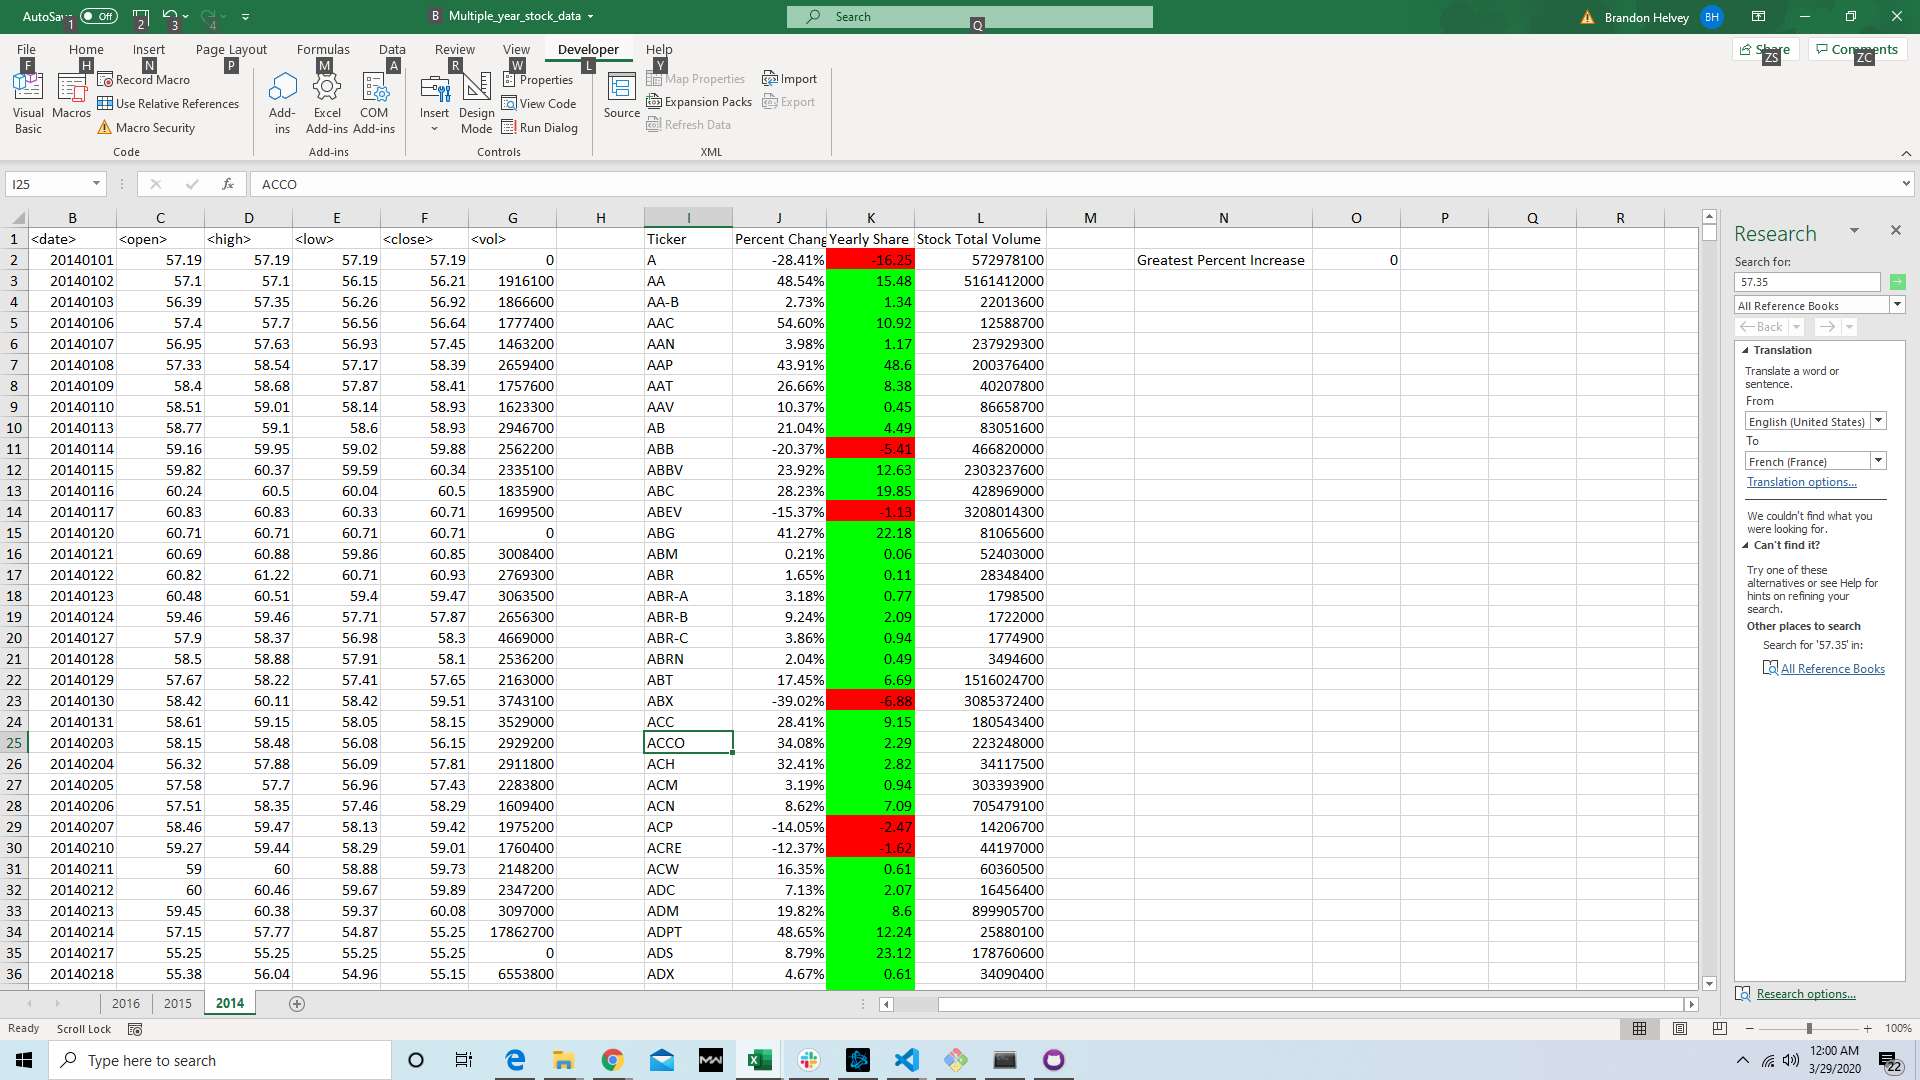 AutoSave Off
Multiple_year_stock_data
Search
Brandon Helvey BH
1 2 3 4 Q
File Home Insert Page Layout Formulas Data Review View Developer Help
Share Comments
F H N P M A R W L Y ZS ZC
Visual Basic
Macros
Record Macro
Use Relative References
Macro Security
Code
Add-ins
Excel Add-ins
COM Add-ins
Add-ins
Insert
Design Mode
Properties
View Code
Run Dialog
Controls
Source
Map Properties
Expansion Packs
Refresh Data
Import
Export
XML
I25 fx ACCO
B C D E F G H I J K L M N O P Q R
1 <date> <open> <high> <low> <close> <vol> Ticker Percent Chang Yearly Share Stock Total Volume
2 20140101 57.19 57.19 57.19 57.19 0 A -28.41% -16.25 572978100 Greatest Percent Increase 0
3 20140102 57.1 57.1 56.15 56.21 1916100 AA 48.54% 15.48 5161412000
4 20140103 56.39 57.35 56.26 56.92 1866600 AA-B 2.73% 1.34 22013600
5 20140106 57.4 57.7 56.56 56.64 1777400 AAC 54.60% 10.92 12588700
6 20140107 56.95 57.63 56.93 57.45 1463200 AAN 3.98% 1.17 237929300
7 20140108 57.33 58.54 57.17 58.39 2659400 AAP 43.91% 48.6 200376400
8 20140109 58.4 58.68 57.87 58.41 1757600 AAT 26.66% 8.38 40207800
9 20140110 58.51 59.01 58.14 58.93 1623300 AAV 10.37% 0.45 86658700
10 20140113 58.77 59.1 58.6 58.93 2946700 AB 21.04% 4.49 83051600
11 20140114 59.16 59.95 59.02 59.88 2562200 ABB -20.37% -5.41 466820000
12 20140115 59.82 60.37 59.59 60.34 2335100 ABBV 23.92% 12.63 2303237600
13 20140116 60.24 60.5 60.04 60.5 1835900 ABC 28.23% 19.85 428969000
14 20140117 60.83 60.83 60.33 60.71 1699500 ABEV -15.37% -1.13 3208014300
15 20140120 60.71 60.71 60.71 60.71 0 ABG 41.27% 22.18 81065600
16 20140121 60.69 60.88 59.86 60.85 3008400 ABM 0.21% 0.06 52403000
17 20140122 60.82 61.22 60.71 60.93 2769300 ABR 1.65% 0.11 28348400
18 20140123 60.48 60.51 59.4 59.47 3063500 ABR-A 3.18% 0.77 1798500
19 20140124 59.46 59.46 57.71 57.87 2656300 ABR-B 9.24% 2.09 1722000
20 20140127 57.9 58.37 56.98 58.3 4669000 ABR-C 3.86% 0.94 1774900
21 20140128 58.5 58.88 57.91 58.1 2536200 ABRN 2.04% 0.49 3494600
22 20140129 57.67 58.22 57.41 57.65 2163000 ABT 17.45% 6.69 1516024700
23 20140130 58.42 60.11 58.42 59.51 3743100 ABX -39.02% -6.88 3085372400
24 20140131 58.61 59.15 58.05 58.15 3529000 ACC 28.41% 9.15 180543400
25 20140203 58.15 58.48 56.08 56.15 2929200 ACCO 34.08% 2.29 223248000
26 20140204 56.32 57.88 56.09 57.81 2911800 ACH 32.41% 2.82 34117500
27 20140205 57.58 57.7 56.96 57.43 2283800 ACM 3.19% 0.94 303393900
28 20140206 57.51 58.35 57.46 58.29 1609400 ACN 8.62% 7.09 705479100
29 20140207 58.46 59.47 58.13 59.42 1975200 ACP -14.05% -2.47 14206700
30 20140210 59.27 59.44 58.29 59.01 1760400 ACRE -12.37% -1.62 44197000
31 20140211 59 60 58.88 59.73 2148200 ACW 16.35% 0.61 60360500
32 20140212 60 60.46 59.67 59.89 2347200 ADC 7.13% 2.07 16456400
33 20140213 59.45 60.38 59.37 60.08 3097000 ADM 19.82% 8.6 899905700
34 20140214 57.15 57.77 54.87 55.25 17862700 ADPT 48.65% 12.24 25880100
35 20140217 55.25 55.25 55.25 55.25 0 ADS 8.79% 23.12 178760600
36 20140218 55.38 56.04 54.96 55.15 6553800 ADX 4.67% 0.61 34090400
Research
Search for:
57.35
All Reference Books
Back
Translation
Translate a word or
sentence.
From
English (United States)
To
French (France)
Translation options...
We couldn't find what you
were looking for.
Can't find it?
Try one of these
alternatives or see Help for
hints on refining your
search.
Other places to search
Search for '57.35' in:
All Reference Books
Research options...
2016 2015 2014
Ready Scroll Lock 100%
Type here to search
12:00 AM
3/29/2020
22